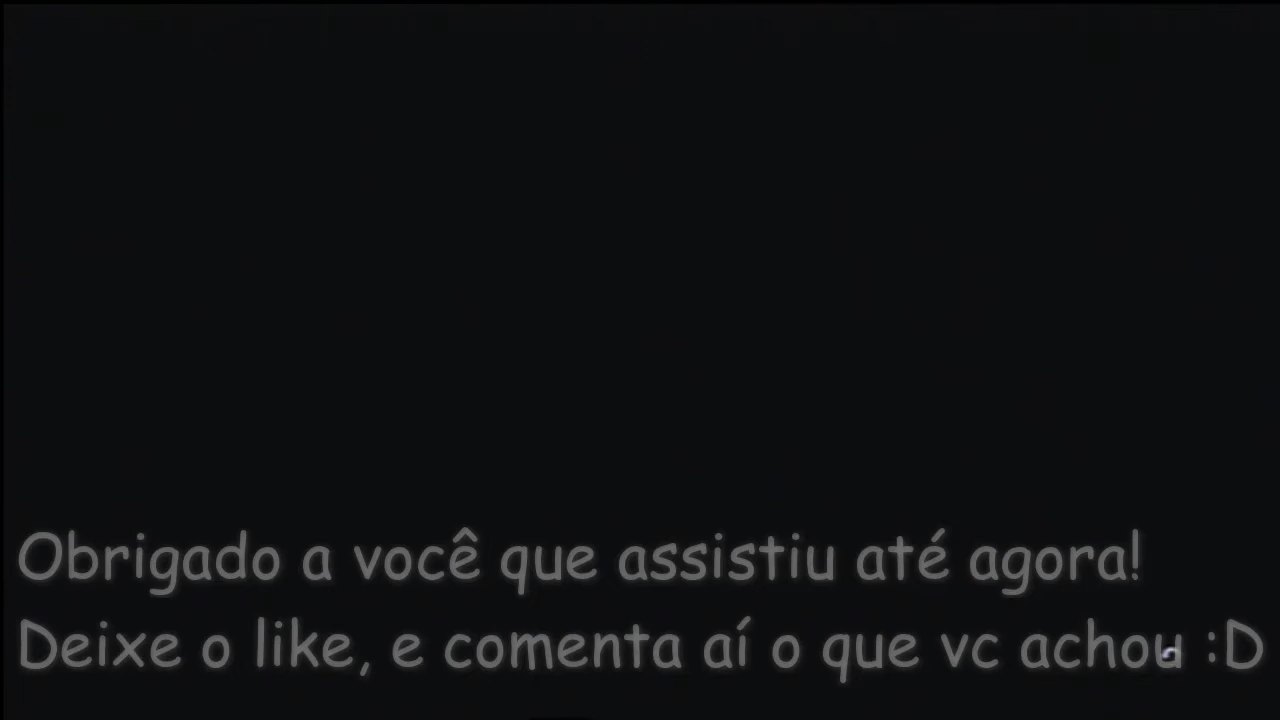 Obrigado a você que assistiu até agora!
Deixe o like, e comenta aí o que vc achou :D